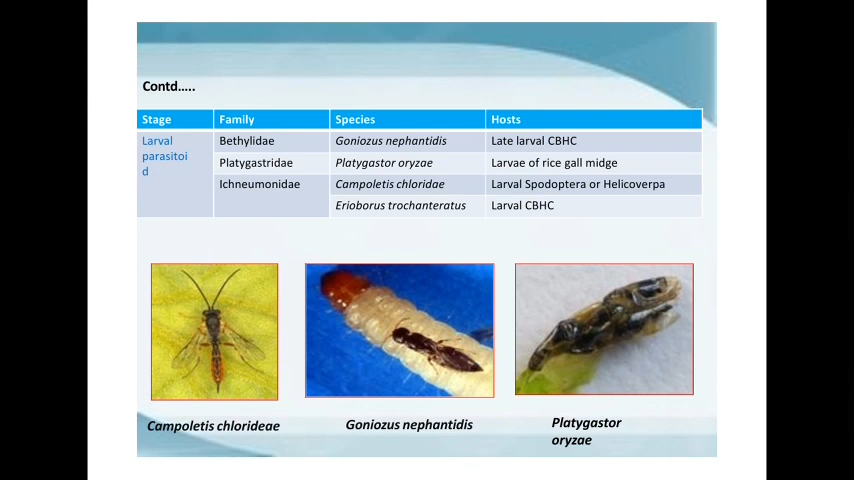 Contd.....
Stage Family Species Hosts
Larval parasitoi d Bethylidae Goniozus nephantidis Late larval CBHC
Platygastridae Platygastor oryzae Larvae of rice gall midge
Ichneumonidae Campoletis chloridae Larval Spodoptera or Helicoverpa
Erioborus trochanteratus Larval CBHC
Campoletis chlorideae
Goniozus nephantidis
Platygastor
oryzae